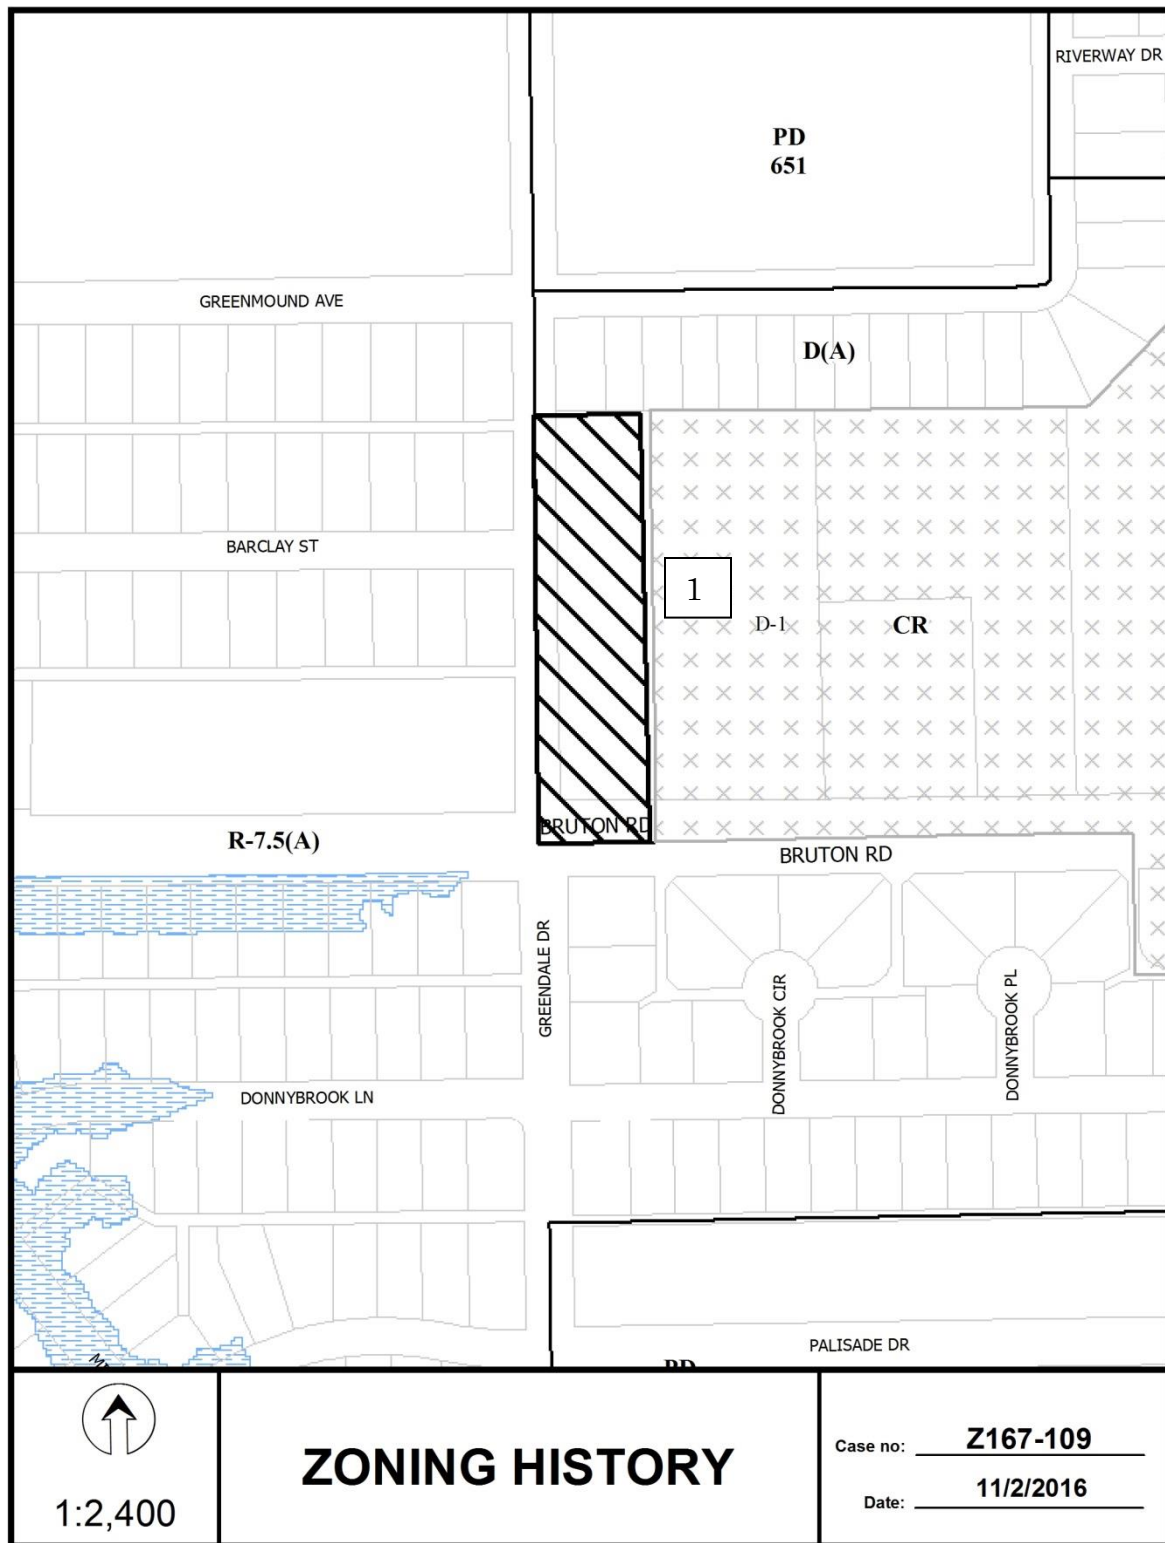 RIVERWAY DR
PD
651
GREENMOUND AVE
D(A)
BARCLAY ST
1
D-1
CR
BRUTON RD
R-7.5(A)
BRUTON RD
GREENDALE DR
DONNYBROOK CIR
DONNYBROOK PL
DONNYBROOK LN
PALISADE DR
PD
1:2,400
ZONING HISTORY
Case no: Z167-109
Date: 11/2/2016